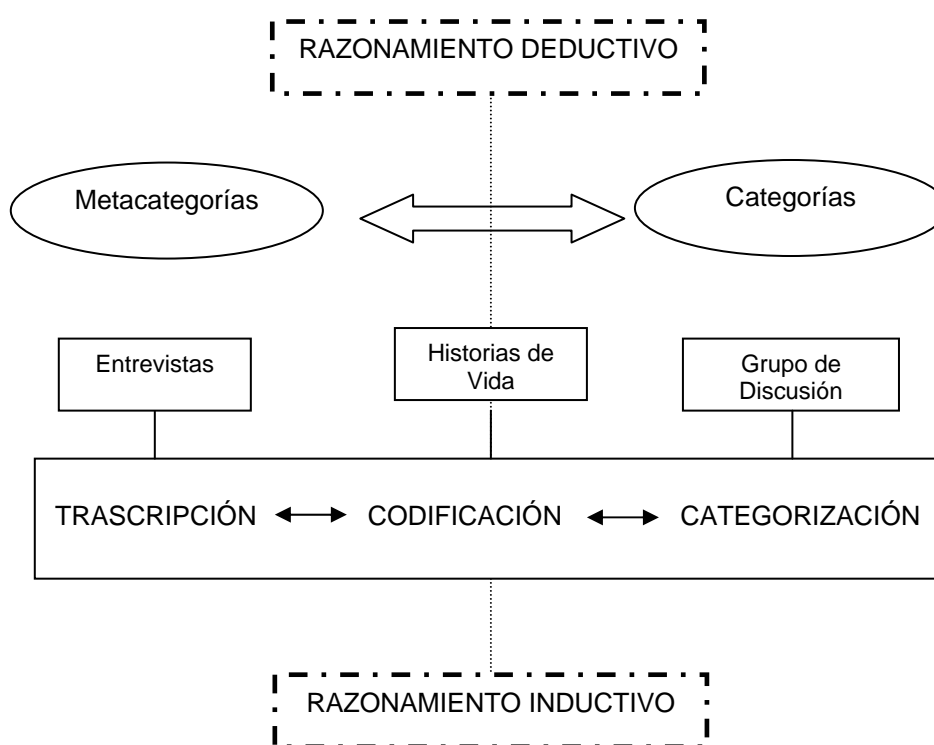 RAZONAMIENTO DEDUCTIVO
Metacategorías
Categorías
Entrevistas
Historias de
Vida
Grupo de
Discusión
TRASCRIPCIÓN
CODIFICACIÓN
CATEGORIZACIÓN
RAZONAMIENTO INDUCTIVO